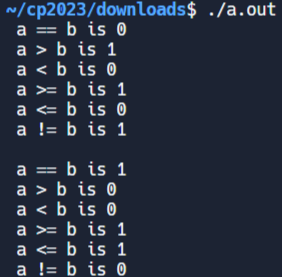 ~/cp2023/downloads$ ./a.out
a == b is 0
a > b is 1
a < b is 0
a >= b is 1
a <= b is 0
a != b is 1

a == b is 1
a > b is 0
a < b is 0
a >= b is 1
a <= b is 1
a != b is 0